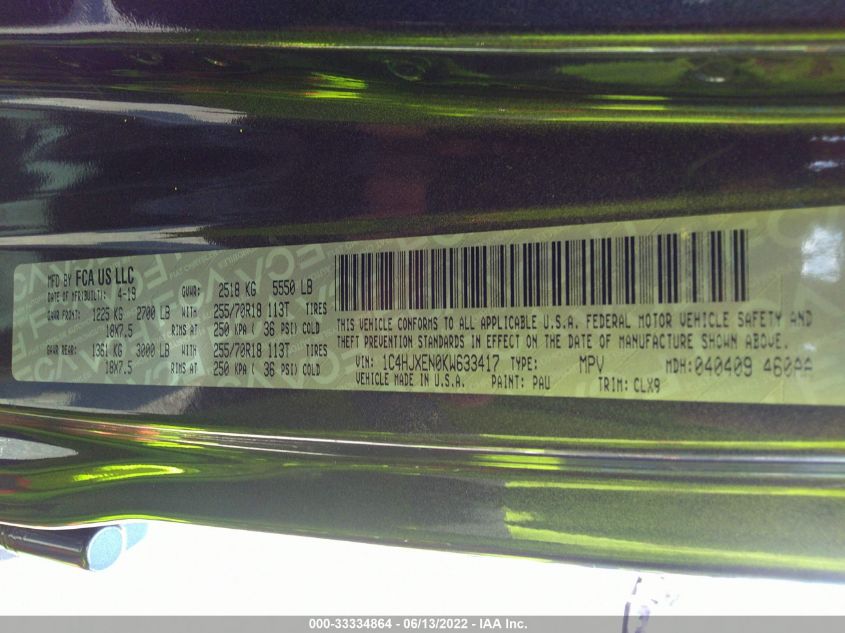 MFD BY FCA US LLC
DATE OF MFR(BUILT): 4-19 GVWR: 2518 KG 5550 LB
GAWR FRONT: 1225 KG 2700 LB WITH 255/70R18 113T TIRES
18X7.5 RIMS AT 250 KPA ( 36 PSI) COLD
GAWR REAR: 1361 KG 3000 LB WITH 255/70R18 113T TIRES
18X7.5 RIMS AT 250 KPA ( 36 PSI) COLD
THIS VEHICLE CONFORMS TO ALL APPLICABLE U.S.A. FEDERAL MOTOR VEHICLE SAFETY AND
THEFT PREVENTION STANDARDS IN EFFECT ON THE DATE OF MANUFACTURE SHOWN ABOVE.
VIN: 1C4HJXEN0KW633417 TYPE: MPV MDH:040409 460AA
VEHICLE MADE IN U.S.A. PAINT: PAU TRIM: CLX9
000-33334864 / 06/13/2022 - IAA Inc.